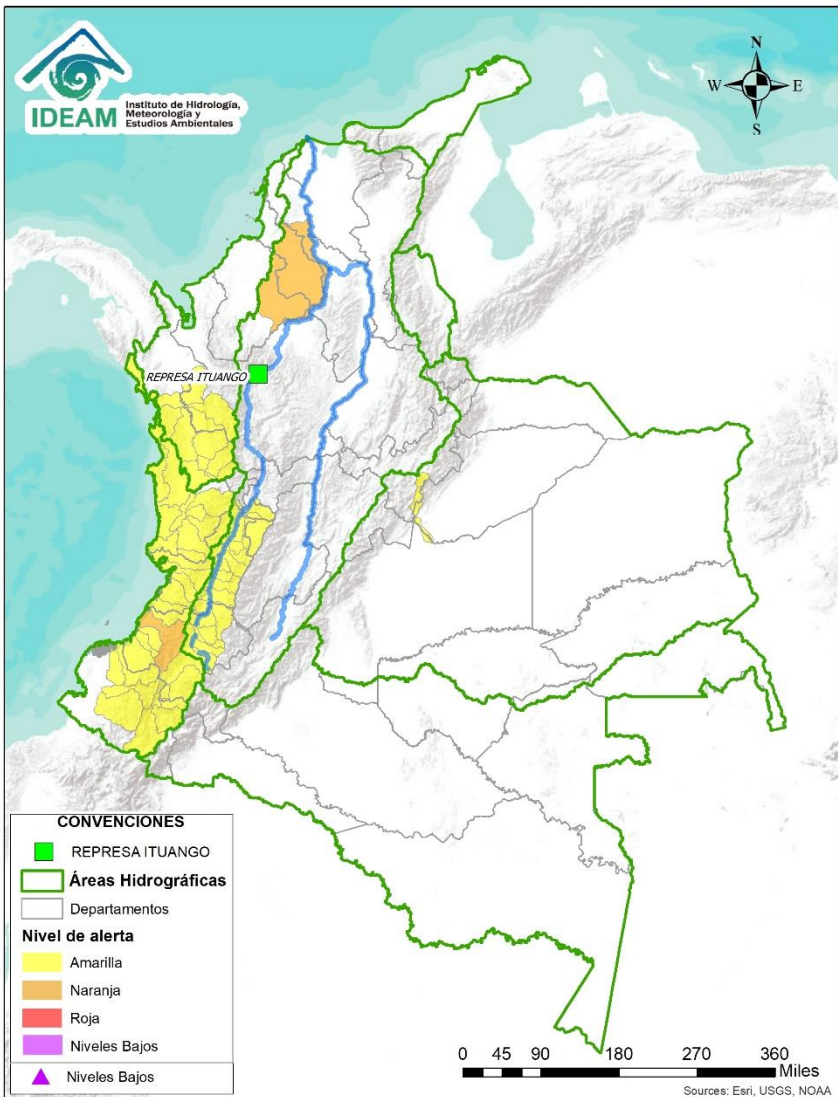 IDEAM
Instituto de Hidrología,
Meteorología y
Estudios Ambientales
N
W
E
S
REPRESA ITUANGO
CONVENCIONES
REPRESA ITUANGO
Áreas Hidrográficas
Departamentos
Nivel de alerta
Amarilla
Naranja
Roja
Niveles Bajos
Niveles Bajos
0 45 90 180 270 360
Miles
Sources: Esri, USGS, NOAA